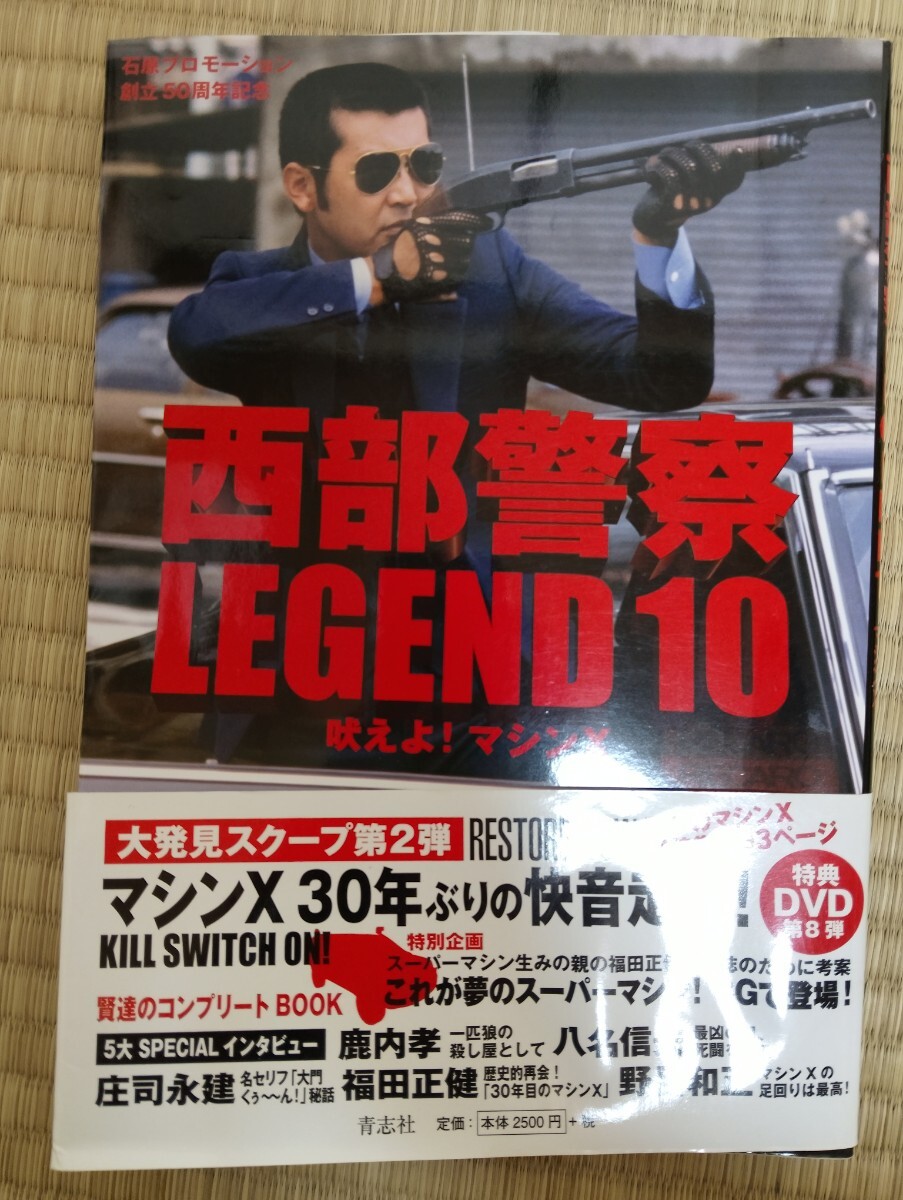 石原プロモーション
創立50周年記念
西部警察
LEGEND 10
吠えよ! マシンX
大発見スクープ第2弾
マシンX
3ページ
マシンX 30年ぶりの快音
KILL SWITCH ON!
特典
DVD
第8弾
特別企画
スーパーマシン生みの親の福田正
のために考案
これが夢のスーパーマシン!
Gで登場!
賢達のコンプリートBOOK
5大 SPECIAL インタビュー
鹿内孝
一匹狼の
殺し屋として
八名信
庄司永建
名セリフ「大門
くぅ〜〜ん!」秘話
福田正健
歴史的再会!
「30年目のマシンX」
マシンXの
足回りは最高!
青志社
定価:本体2500円+税